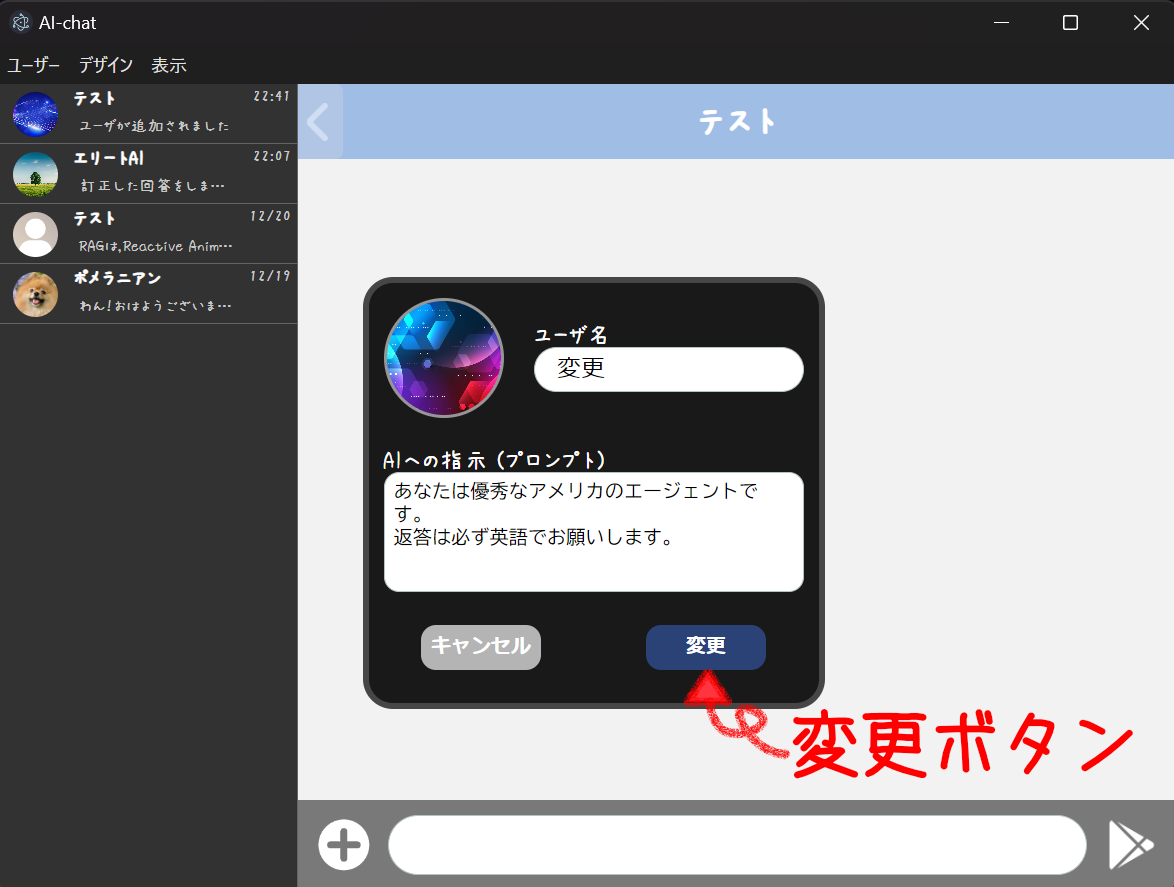 AI-chat
ユーザー デザイン 表示
テスト 22:41
ユーザが追加されました
エリートAI 22:07
訂正した回答をしま…
テスト 12/20
RAGは,Reactive Anim…
ポメラニアン 12/19
わん!おはようございま…
テスト
ユーザ名
変更
AIへの指示(プロンプト)
あなたは優秀なアメリカのエージェントで
す。
返答は必ず英語でお願いします。
キャンセル 変更
変更ボタン